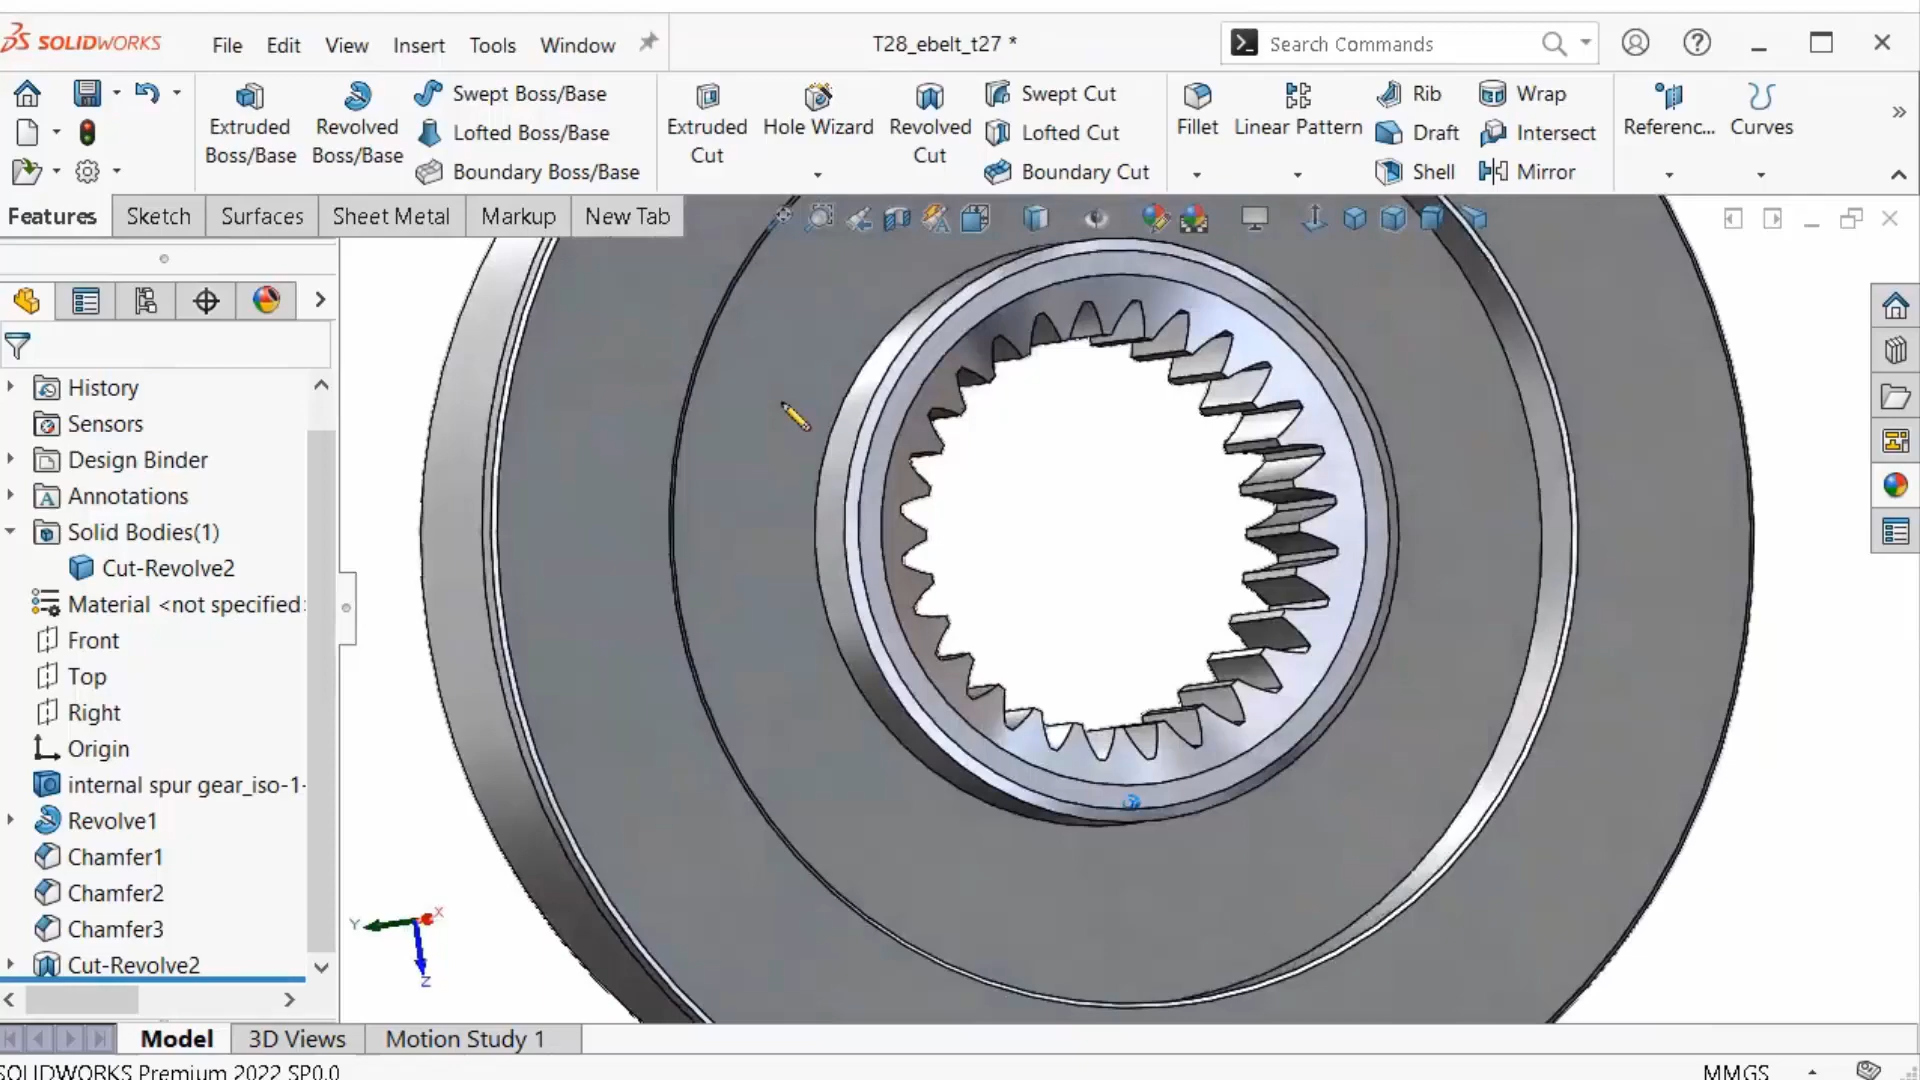 SOLIDWORKS File Edit View Insert Tools Window T28_ebelt_t27 * Search Commands
Extruded Boss/Base
Revolved Boss/Base
Swept Boss/Base
Lofted Boss/Base
Boundary Boss/Base
Extruded Cut
Hole Wizard
Revolved Cut
Swept Cut
Lofted Cut
Boundary Cut
Fillet
Linear Pattern
Rib
Draft
Shell
Wrap
Intersect
Mirror
Referenc...
Curves
Features Sketch Surfaces Sheet Metal Markup New Tab
History
Sensors
Design Binder
A Annotations
Solid Bodies(1)
Cut-Revolve2
Material <not specified>
Front
Top
Right
Origin
internal spur gear_iso-1-
Revolve1
Chamfer1
Chamfer2
Chamfer3
Cut-Revolve2
Y X
Z
Model 3D Views Motion Study 1
SOLIDWORKS Premium 2022 SP0.0 MMGS